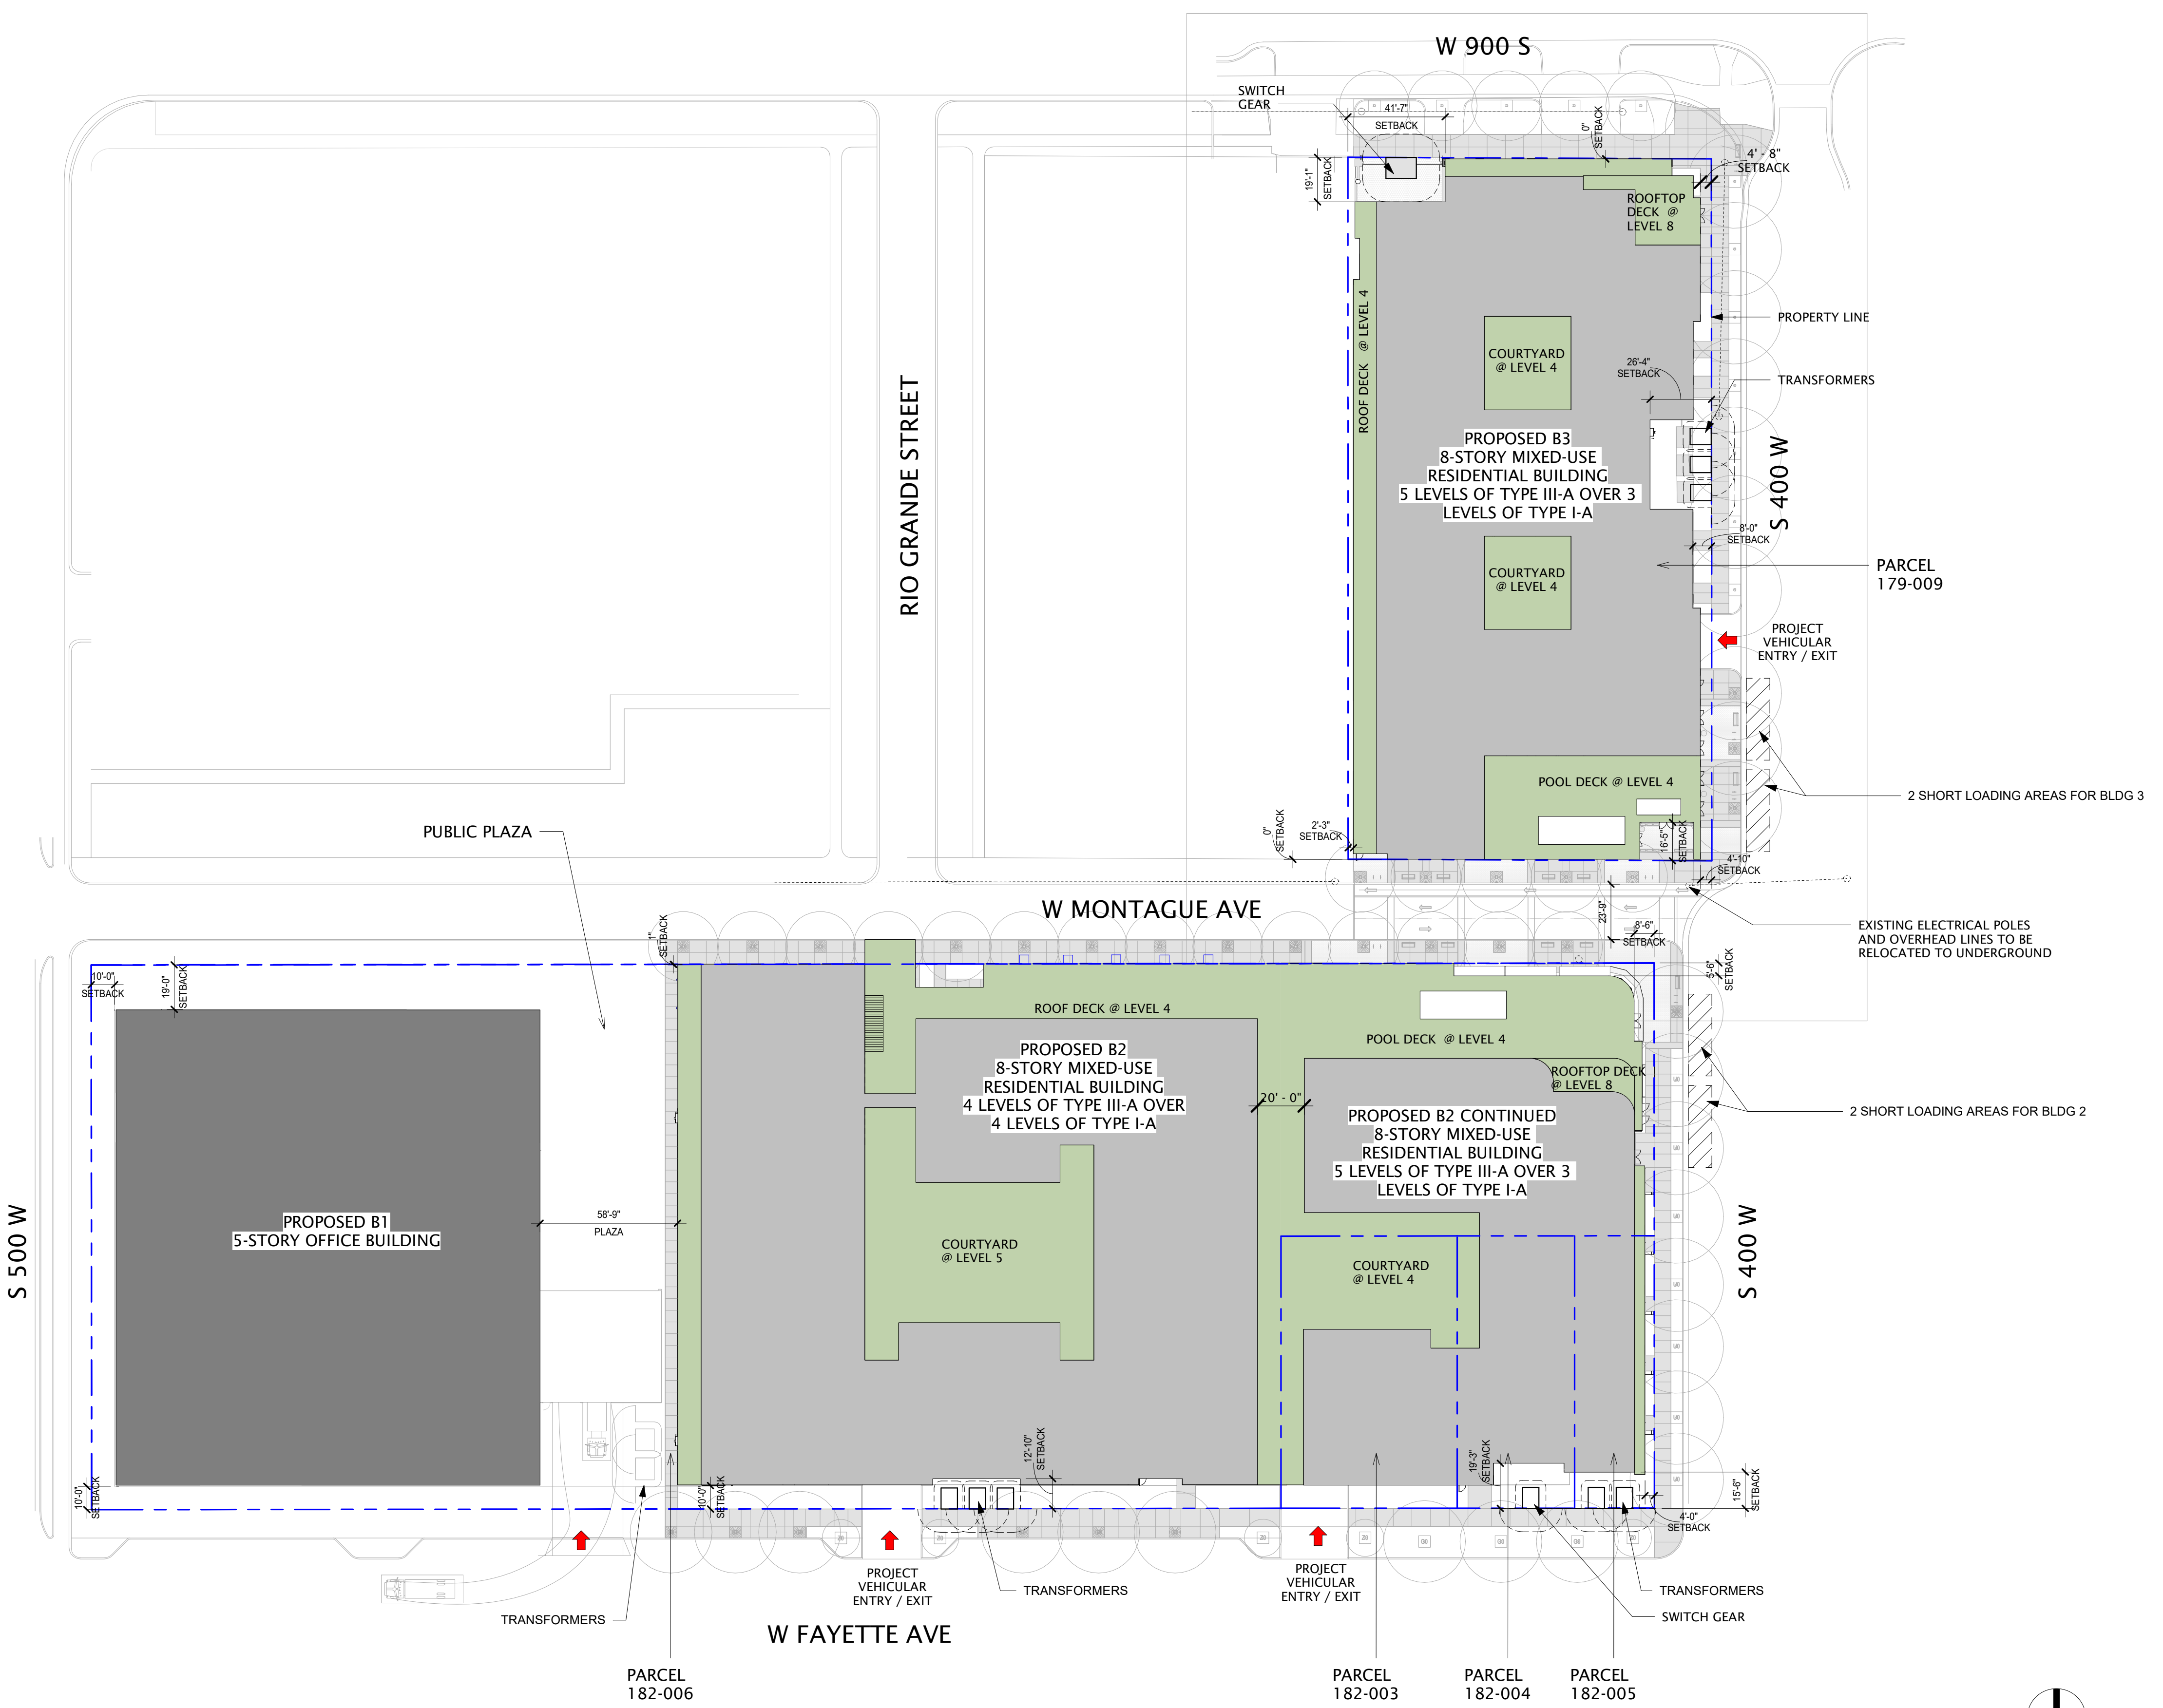 W 900 S
SWITCH
GEAR
41'-7"
SETBACK
0"
SETBACK
4' - 8"
SETBACK
19'-1"
SETBACK
ROOFTOP
DECK @
LEVEL 8
ROOF DECK @ LEVEL 4
PROPERTY LINE
COURTYARD
@ LEVEL 4
26'-4"
SETBACK
TRANSFORMERS
RIO GRANDE STREET
PROPOSED B3
8-STORY MIXED-USE
RESIDENTIAL BUILDING
5 LEVELS OF TYPE III-A OVER 3
LEVELS OF TYPE I-A
S 400 W
8'-0"
SETBACK
COURTYARD
@ LEVEL 4
PARCEL
179-009
PROJECT
VEHICULAR
ENTRY / EXIT
POOL DECK @ LEVEL 4
2 SHORT LOADING AREAS FOR BLDG 3
PUBLIC PLAZA
0"
SETBACK
2'-3"
SETBACK
16'-5"
SETBACK
4'-10"
SETBACK
W MONTAGUE AVE
23'-9"
8'-6"
SETBACK
EXISTING ELECTRICAL POLES
AND OVERHEAD LINES TO BE
RELOCATED TO UNDERGROUND
1"
SETBACK
10'-0"
SETBACK
19'-0"
SETBACK
5'-6"
SETBACK
ROOF DECK @ LEVEL 4
POOL DECK @ LEVEL 4
PROPOSED B2
8-STORY MIXED-USE
RESIDENTIAL BUILDING
4 LEVELS OF TYPE III-A OVER
4 LEVELS OF TYPE I-A
ROOFTOP DECK
@ LEVEL 8
20' - 0"
PROPOSED B2 CONTINUED
8-STORY MIXED-USE
RESIDENTIAL BUILDING
5 LEVELS OF TYPE III-A OVER 3
LEVELS OF TYPE I-A
2 SHORT LOADING AREAS FOR BLDG 2
S 500 W
PROPOSED B1
5-STORY OFFICE BUILDING
58'-9"
PLAZA
COURTYARD
@ LEVEL 5
COURTYARD
@ LEVEL 4
S 400 W
10'-0"
SETBACK
10'-0"
SETBACK
12'-10"
SETBACK
19'-3"
SETBACK
15'-6"
SETBACK
4'-0"
SETBACK
PROJECT
VEHICULAR
ENTRY / EXIT
TRANSFORMERS
PROJECT
VEHICULAR
ENTRY / EXIT
TRANSFORMERS
TRANSFORMERS
SWITCH GEAR
W FAYETTE AVE
PARCEL
182-006
PARCEL
182-003
PARCEL
182-004
PARCEL
182-005